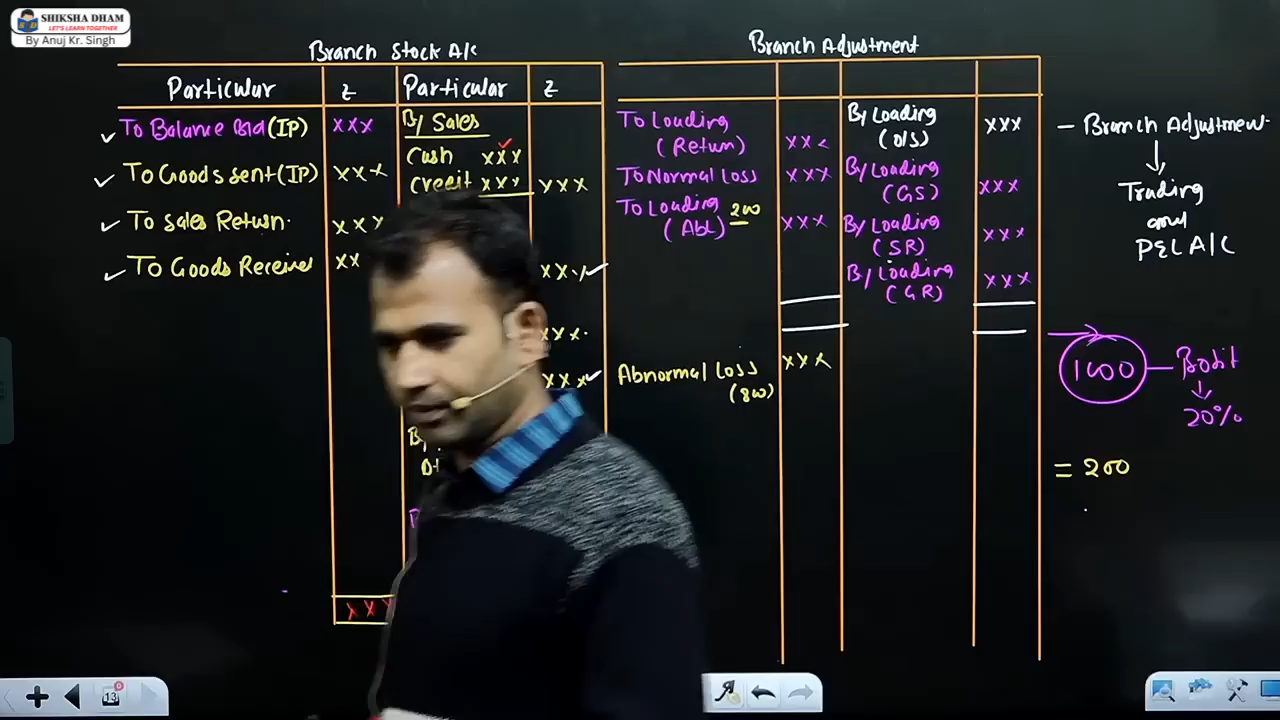 SHIKSHA DHAM
LET'S LEARN TOGETHER
By Anuj Kr. Singh
Branch Stock A/c
Particular ₹ Particular ₹
To Balance b/d (IP) xxx
To Goods sent (IP) xxx
To Sales Return xxx
To Goods Received xx
By Sales
Cash xxx
Credit xxx xxx
xxx
xxx
xxx
xxx
Branch Adjustment
To Loading
(Return) xxx
To Normal Loss xxx
To Loading 200
(Abl) xxx
Abnormal Loss xxx
(800)
By Loading
(O/S) xxx
By Loading
(GS) xxx
By Loading
(SR) xxx
By Loading
(GR) xxx
- Branch Adjustment
Trading
and
P&L A/C
1000 - Profit
20%
= 200
13